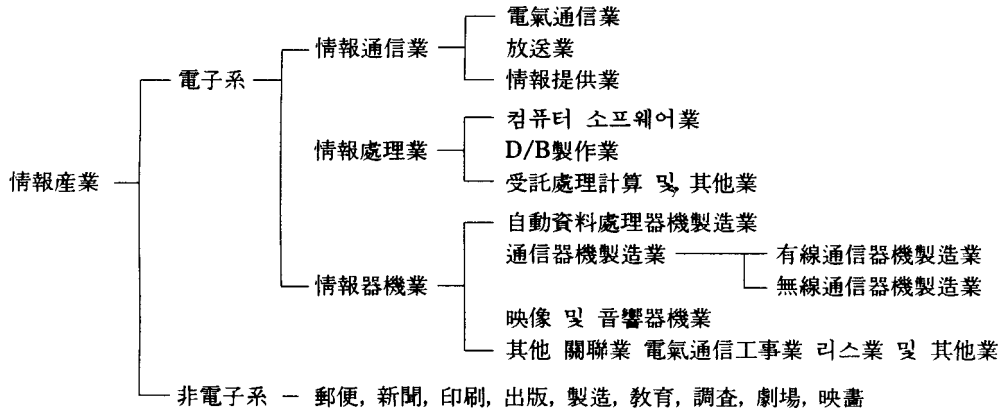 電氣通信業
情報通信業
放送業
電子系
情報提供業
컴퓨터 소프웨어業
情報處理業
D/B製作業
情報産業
受託處理計算 및, 其他業
自動資料處理器機製造業
通信器機製造業
有線通信器機製造業
情報器機業
無線通信器機製造業
映像 및 音響器機業
其他 關聯業 電氣通信工事業 리스業 및 其他業
非電子系 - 郵便, 新聞, 印刷, 出版, 製造, 敎育, 調査, 劇場, 映畵